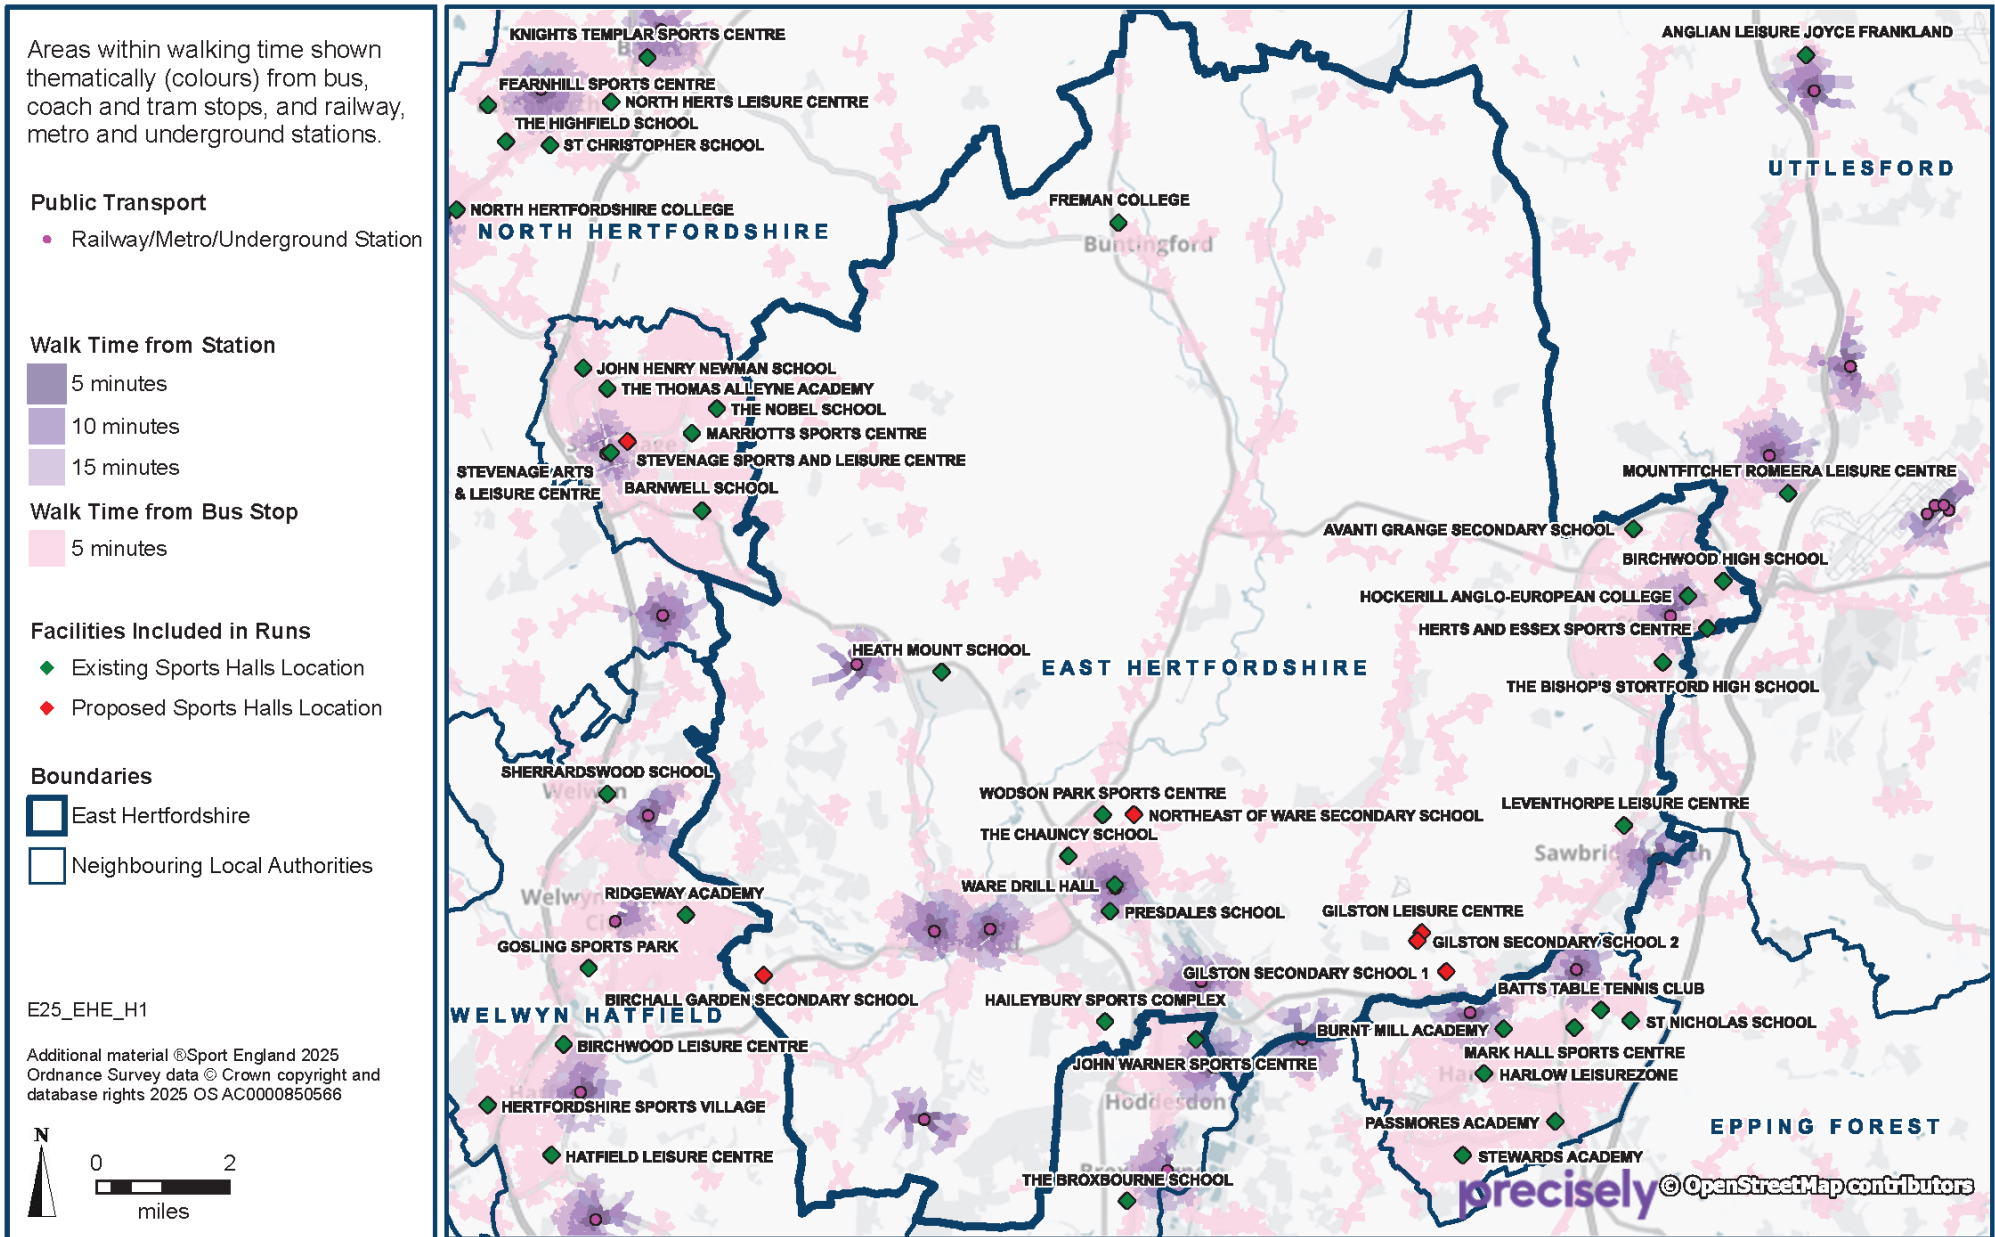 Areas within walking time shown
thematically (colours) from bus,
coach and tram stops, and railway,
metro and underground stations.
Public Transport
Railway/Metro/Underground Station
Walk Time from Station
5 minutes
10 minutes
15 minutes
Walk Time from Bus Stop
5 minutes
Facilities Included in Runs
Existing Sports Halls Location
Proposed Sports Halls Location
Boundaries
East Hertfordshire
Neighbouring Local Authorities
E25_EHE_H1
Additional material ®Sport England 2025
Ordnance Survey data © Crown copyright and
database rights 2025 OS AC0000850566
N
0 2
miles
KNIGHTS TEMPLAR SPORTS CENTRE
ANGLIAN LEISURE JOYCE FRANKLAND
FEARNHILL SPORTS CENTRE
NORTH HERTS LEISURE CENTRE
THE HIGHFIELD SCHOOL
ST CHRISTOPHER SCHOOL
UTTLESFORD
FREMAN COLLEGE
NORTH HERTFORDSHIRE COLLEGE
NORTH HERTFORDSHIRE
Buntingford
JOHN HENRY NEWMAN SCHOOL
THE THOMAS ALLEYNE ACADEMY
THE NOBEL SCHOOL
MARRIOTTS SPORTS CENTRE
STEVENAGE SPORTS AND LEISURE CENTRE
STEVENAGE ARTS
& LEISURE CENTRE
BARNWELL SCHOOL
MOUNTFITCHET ROMEERA LEISURE CENTRE
AVANTI GRANGE SECONDARY SCHOOL
BIRCHWOOD HIGH SCHOOL
HOCKERILL ANGLO-EUROPEAN COLLEGE
HERTS AND ESSEX SPORTS CENTRE
HEATH MOUNT SCHOOL
EAST HERTFORDSHIRE
THE BISHOP'S STORTFORD HIGH SCHOOL
SHERRARDSWOOD SCHOOL
Welwyn
WODSON PARK SPORTS CENTRE
NORTHEAST OF WARE SECONDARY SCHOOL
LEVENTHORPE LEISURE CENTRE
THE CHAUNCY SCHOOL
WARE DRILL HALL
RIDGEWAY ACADEMY
Welwyn
PRESDALES SCHOOL
GILSTON LEISURE CENTRE
GILSTON SECONDARY SCHOOL 2
GOSLING SPORTS PARK
GILSTON SECONDARY SCHOOL 1
BATTS TABLE TENNIS CLUB
BIRCHALL GARDEN SECONDARY SCHOOL
HAILEYBURY SPORTS COMPLEX
WELWYN HATFIELD
BURNT MILL ACADEMY
ST NICHOLAS SCHOOL
BIRCHWOOD LEISURE CENTRE
MARK HALL SPORTS CENTRE
JOHN WARNER SPORTS CENTRE
HARLOW LEISUREZONE
Hoddesdon
HERTFORDSHIRE SPORTS VILLAGE
PASSMORES ACADEMY
EPPING FOREST
HATFIELD LEISURE CENTRE
STEWARDS ACADEMY
THE BROXBOURNE SCHOOL
precisely
© OpenStreetMap contributors